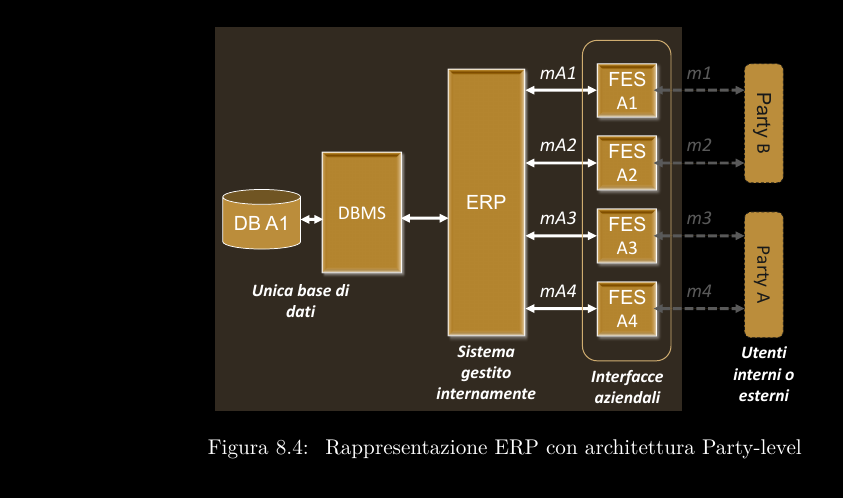 mA1
FES
A1
m1
Party B
mA2
FES
A2
m2
DB A1
DBMS
ERP
mA3
FES
A3
m3
Party A
mA4
FES
A4
m4
Unica base di
dati
Sistema
gestito
internamente
Interfacce
aziendali
Utenti
interni o
esterni
Figura 8.4: Rappresentazione ERP con architettura Party-level